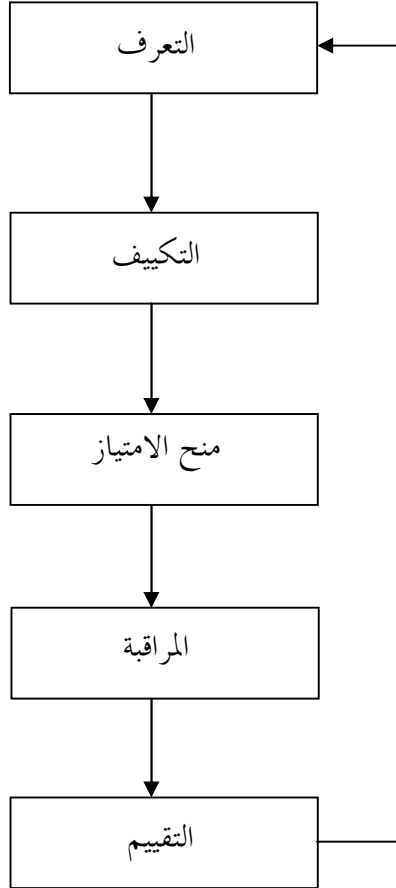 التعرف
التكييف
منح الامتياز
المراقبة
التقييم